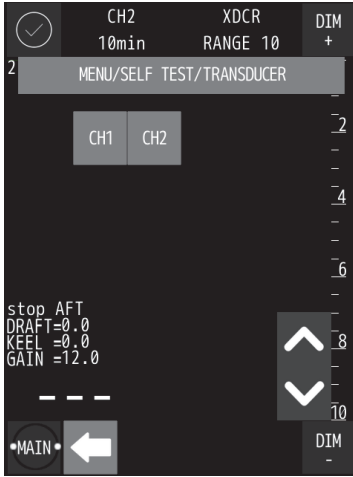 CH2 XDCR DIM
10min RANGE 10 +
2
MENU/SELF TEST/TRANSDUCER
2
CH1 CH2
4
6
stop AFT
DRAFT=0.0
KEEL =0.0
GAIN =12.0
8
10
•MAIN• DIM
-